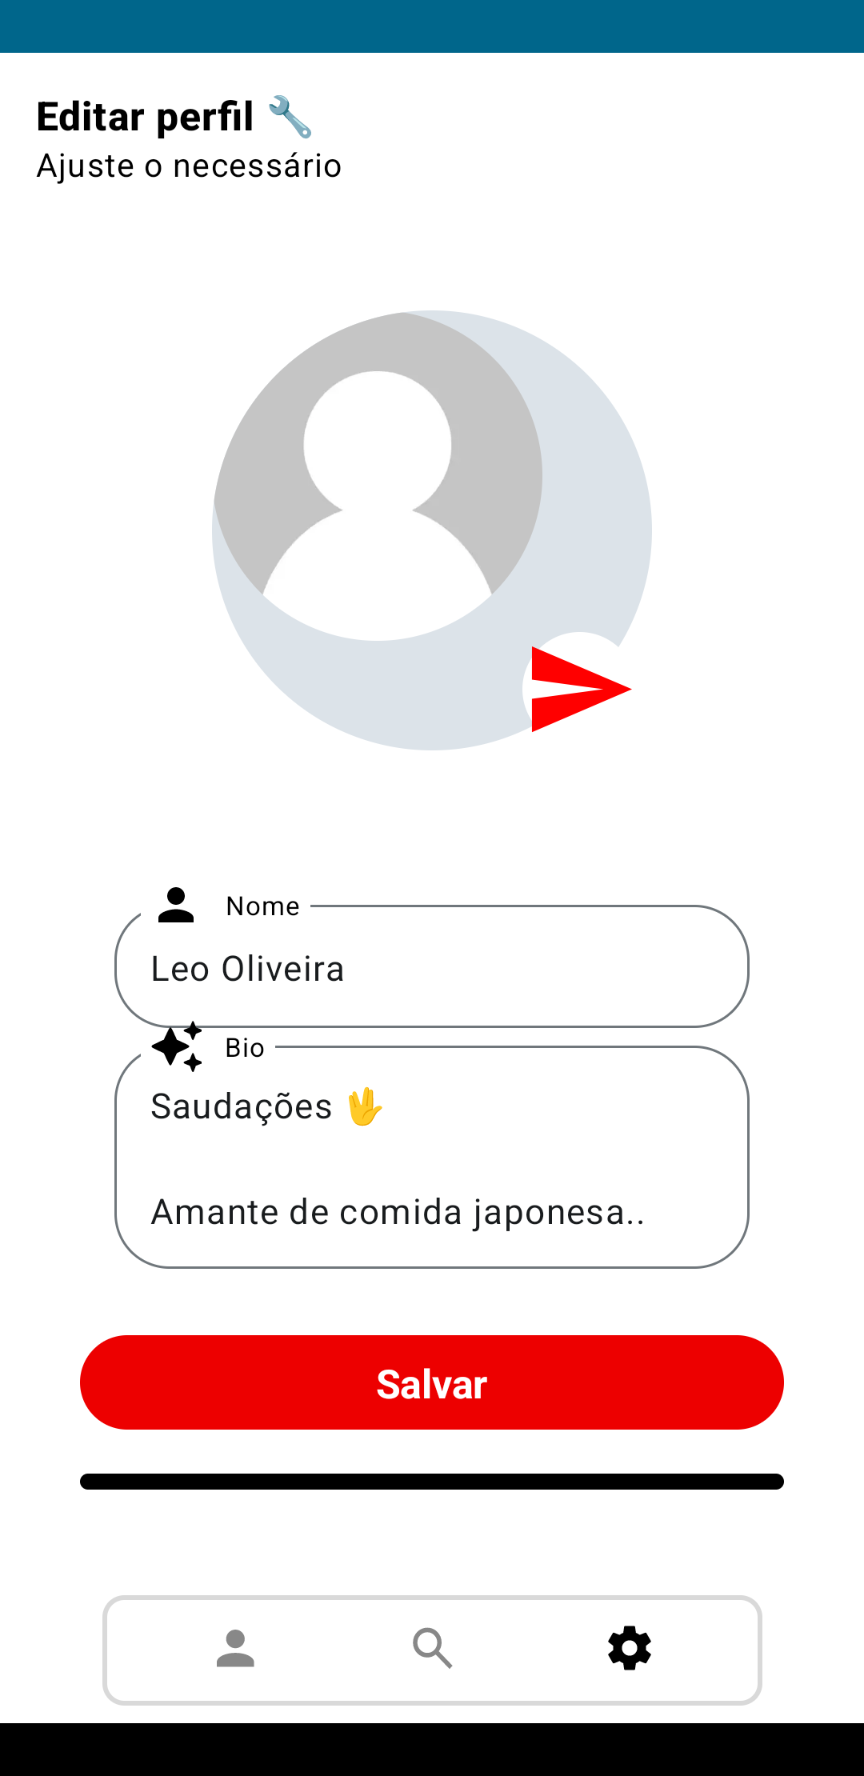 Editar perfil 🔧
Ajuste o necessário
Nome
Leo Oliveira
Bio
Saudações 🖖
Amante de comida japonesa..
Salvar